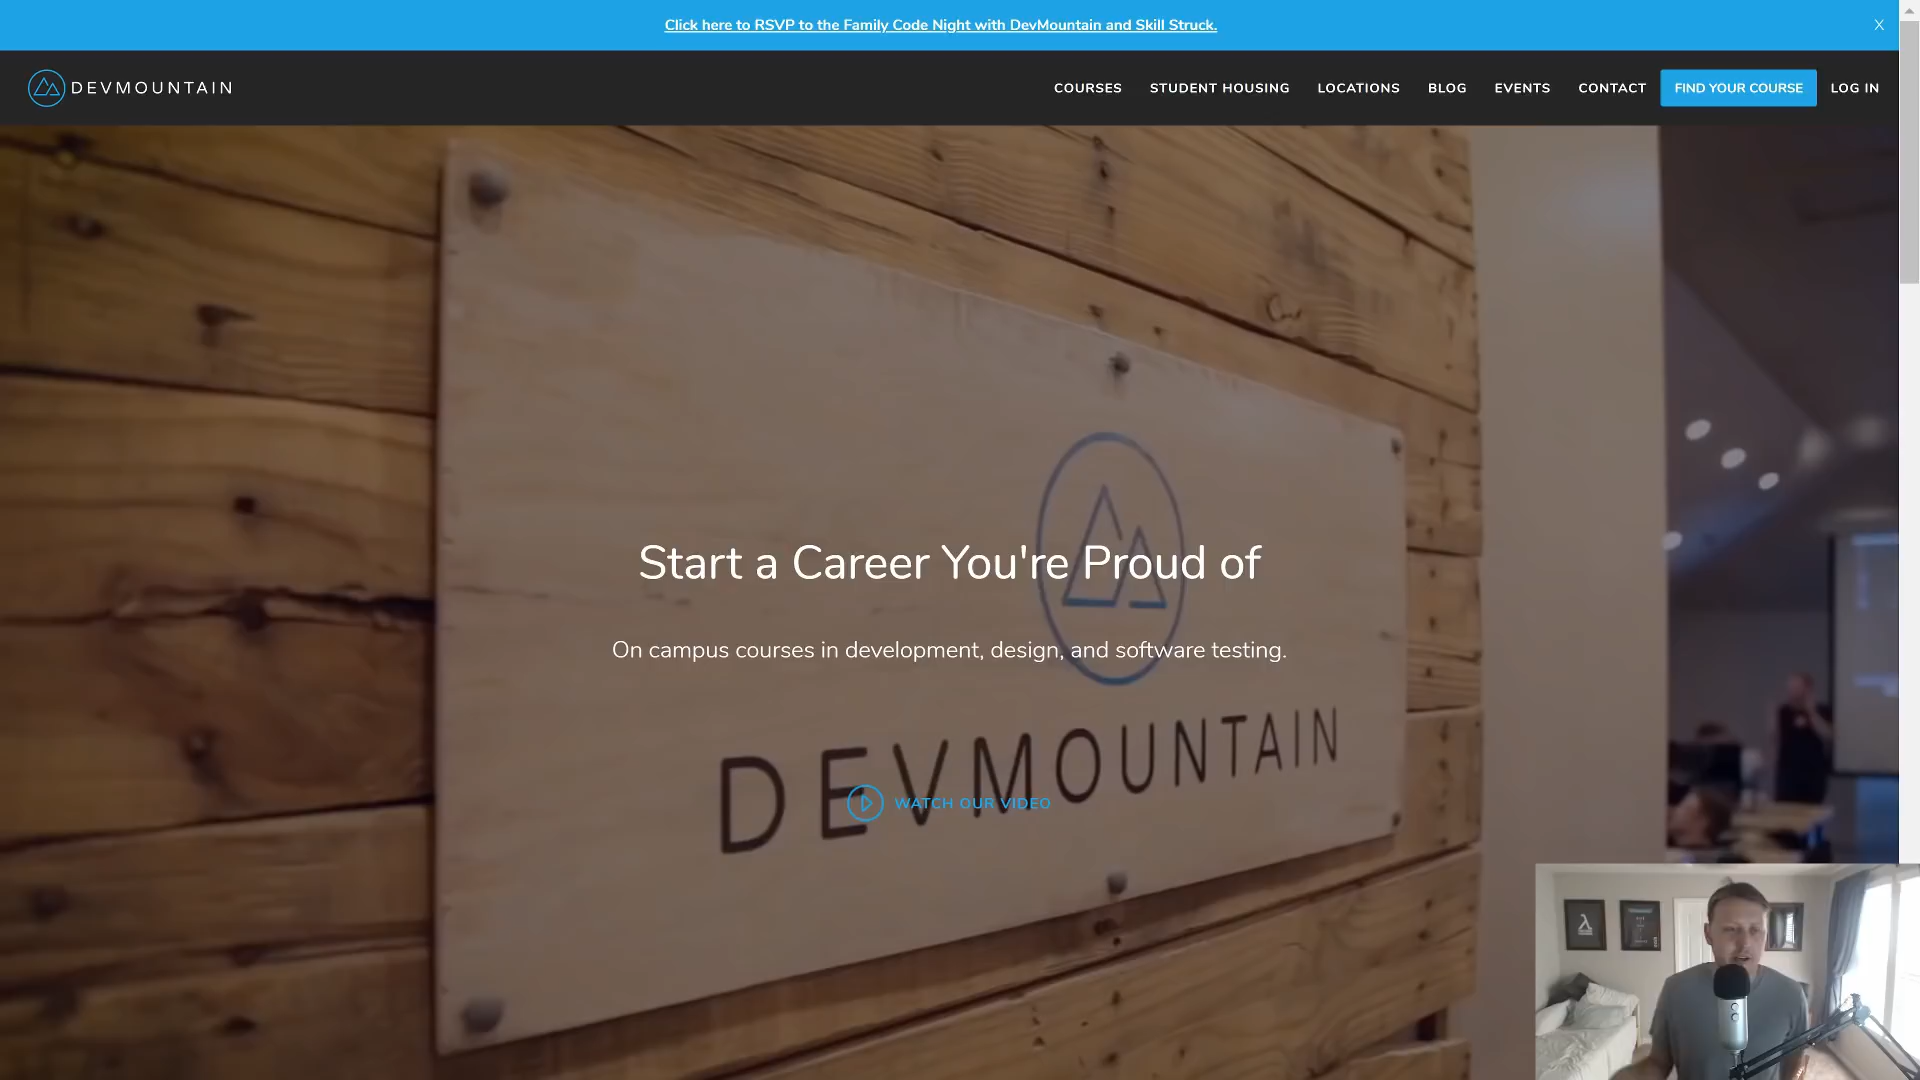 Click here to RSVP to the Family Code Night with DevMountain and Skill Struck.
X
DEVMOUNTAIN
COURSES
STUDENT HOUSING
LOCATIONS
BLOG
EVENTS
CONTACT
FIND YOUR COURSE
LOG IN
Start a Career You're Proud of
On campus courses in development, design, and software testing.
DEVMOUNTAIN
WATCH OUR VIDEO